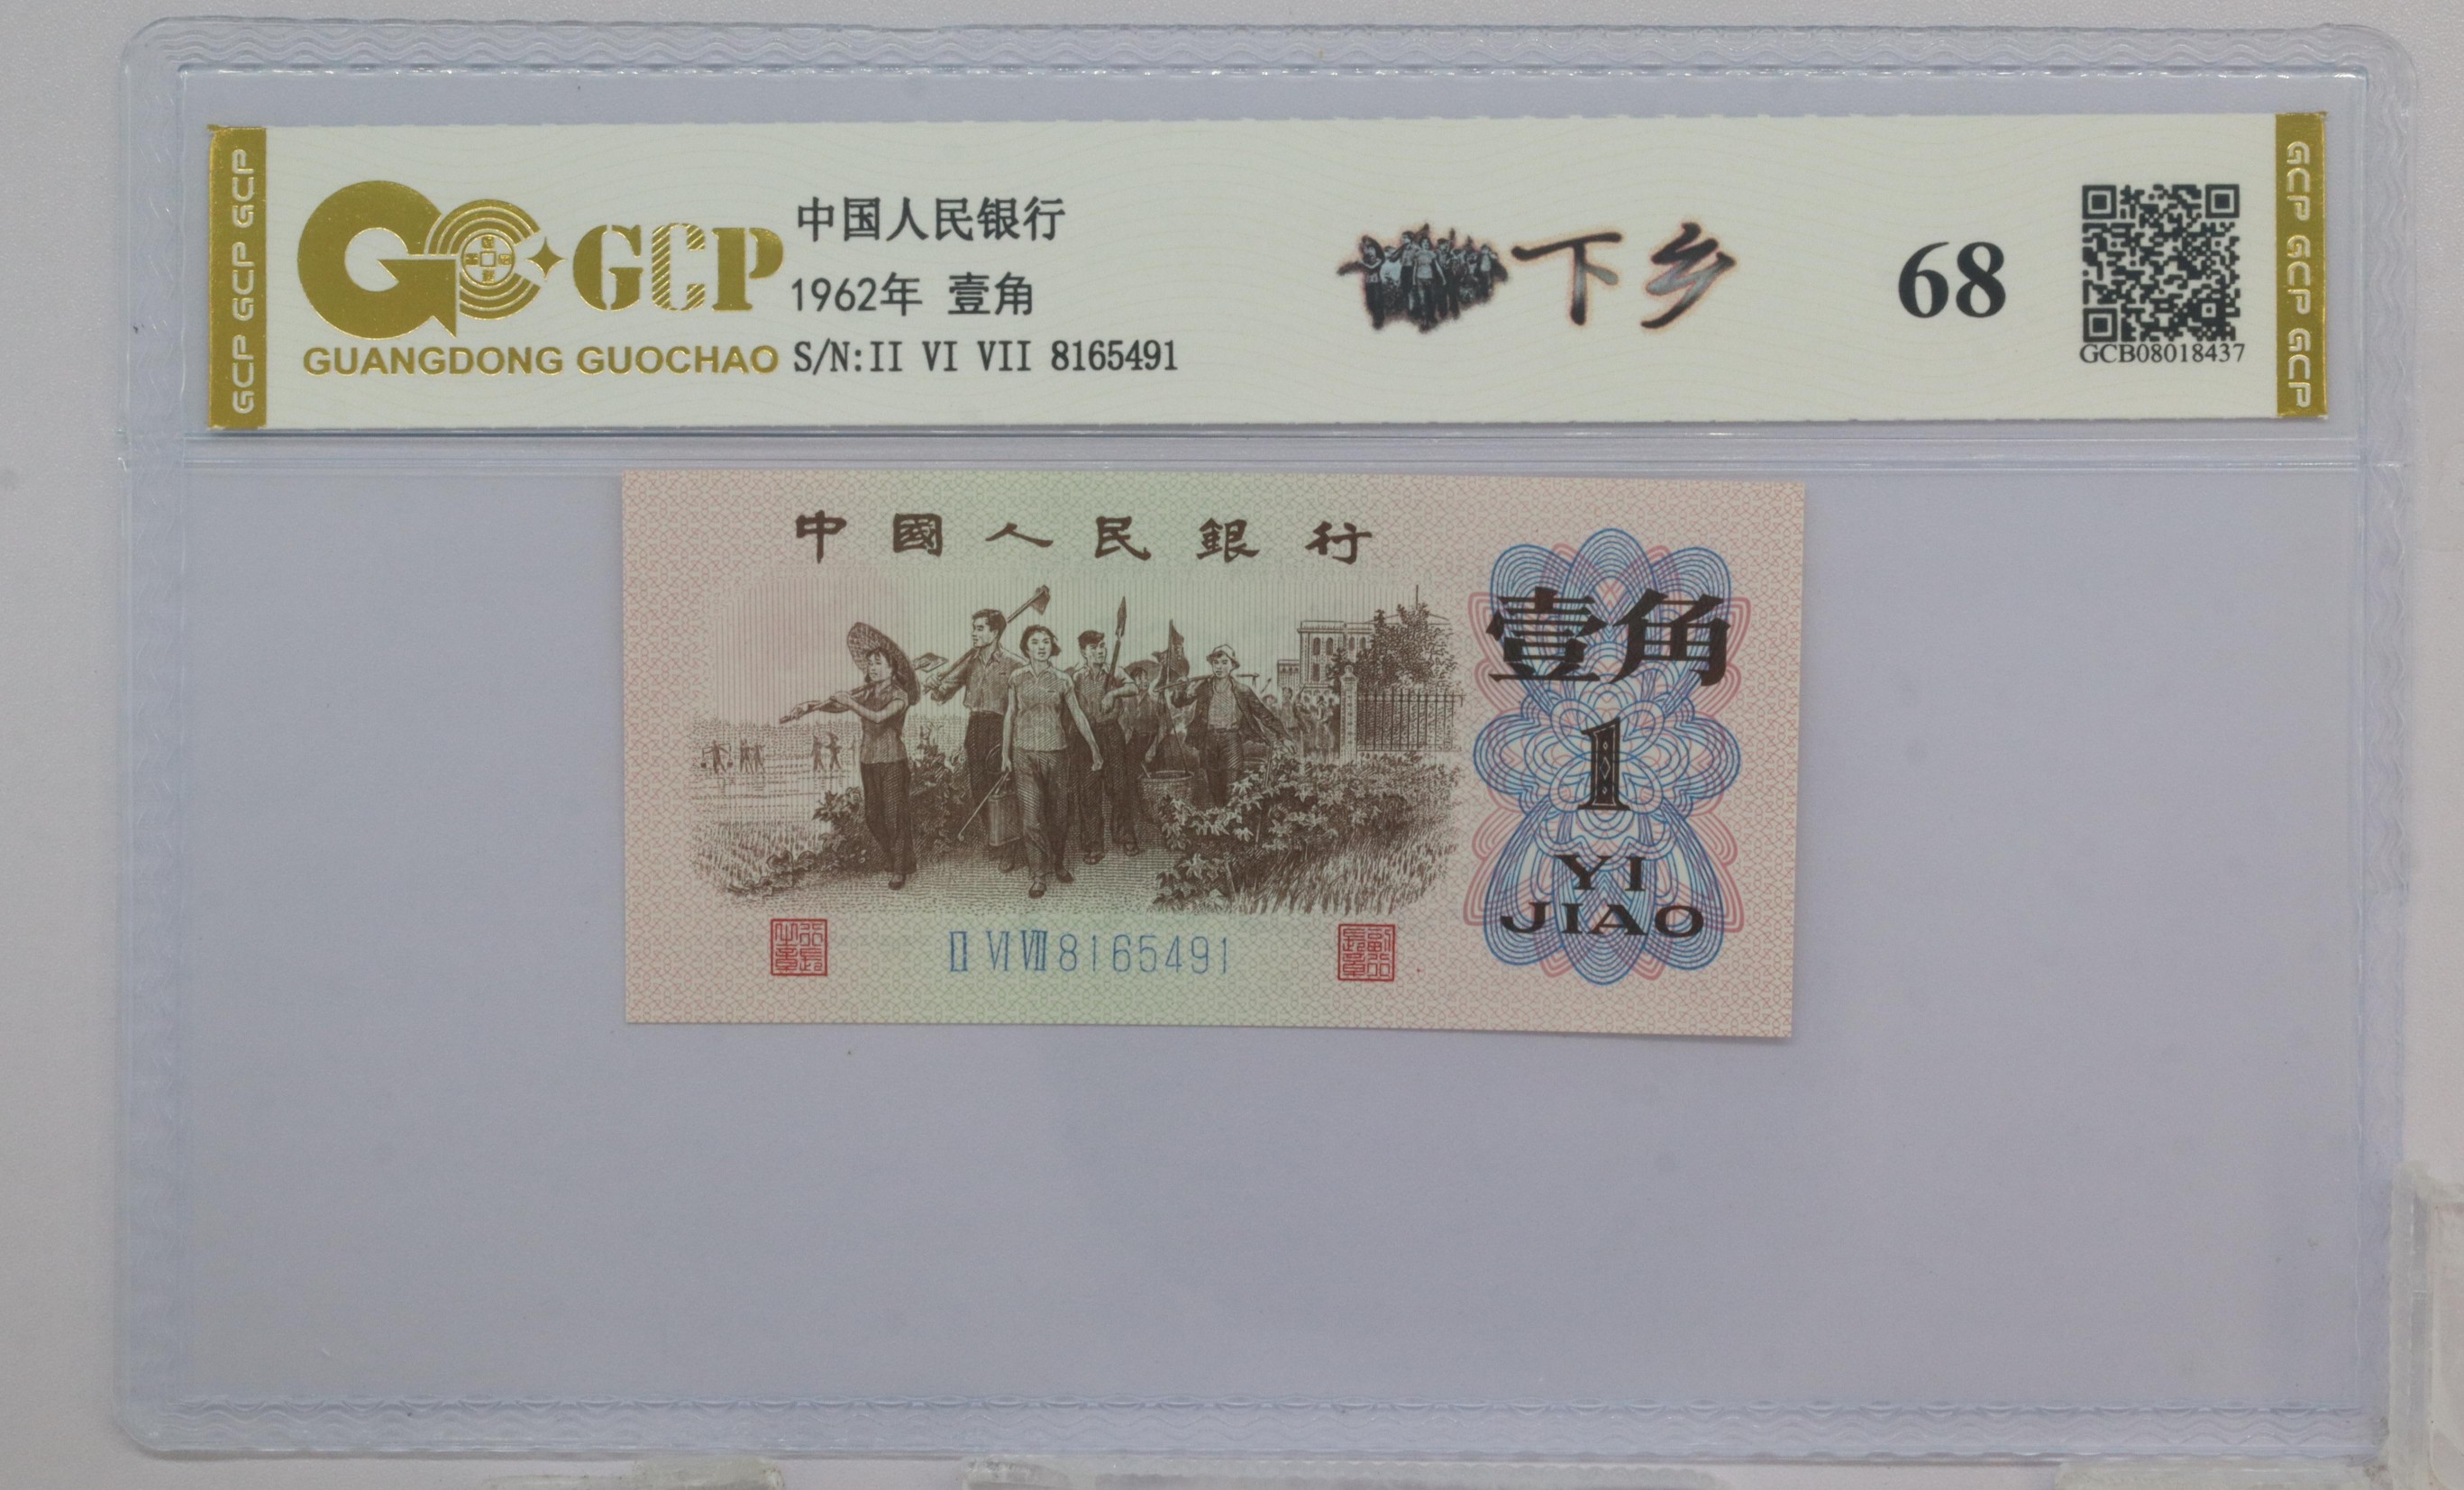 GCP GCP GCP GCP
GCP
GUANGDONG GUOCHAO
中国人民银行
1962年 壹角
S/N:II VI VII 8165491
下乡
68
GCB08018437
GCP GCP GCP GCP
中國人民銀行
壹角
1
YI
JIAO
II VI VII 8165491